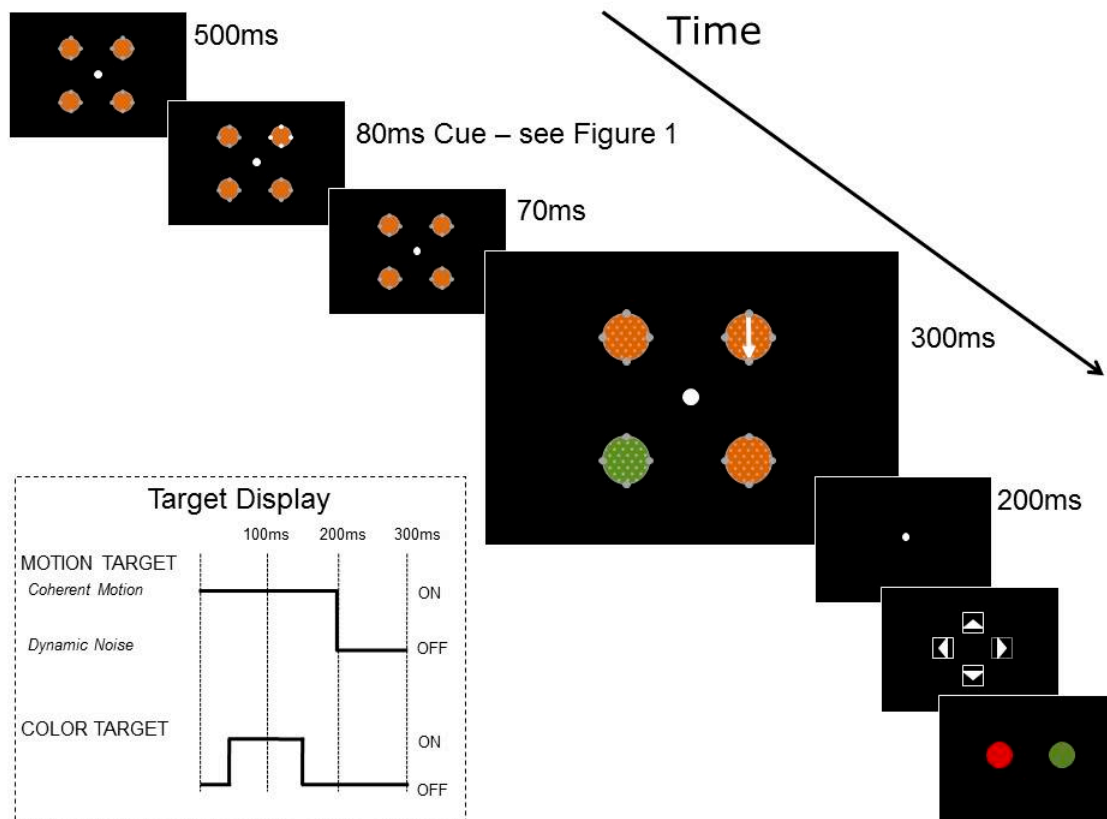 500ms
Time
80ms Cue – see Figure 1
70ms
300ms
200ms
Target Display
100ms 200ms 300ms
MOTION TARGET
Coherent Motion ON
Dynamic Noise OFF
COLOR TARGET
ON
OFF